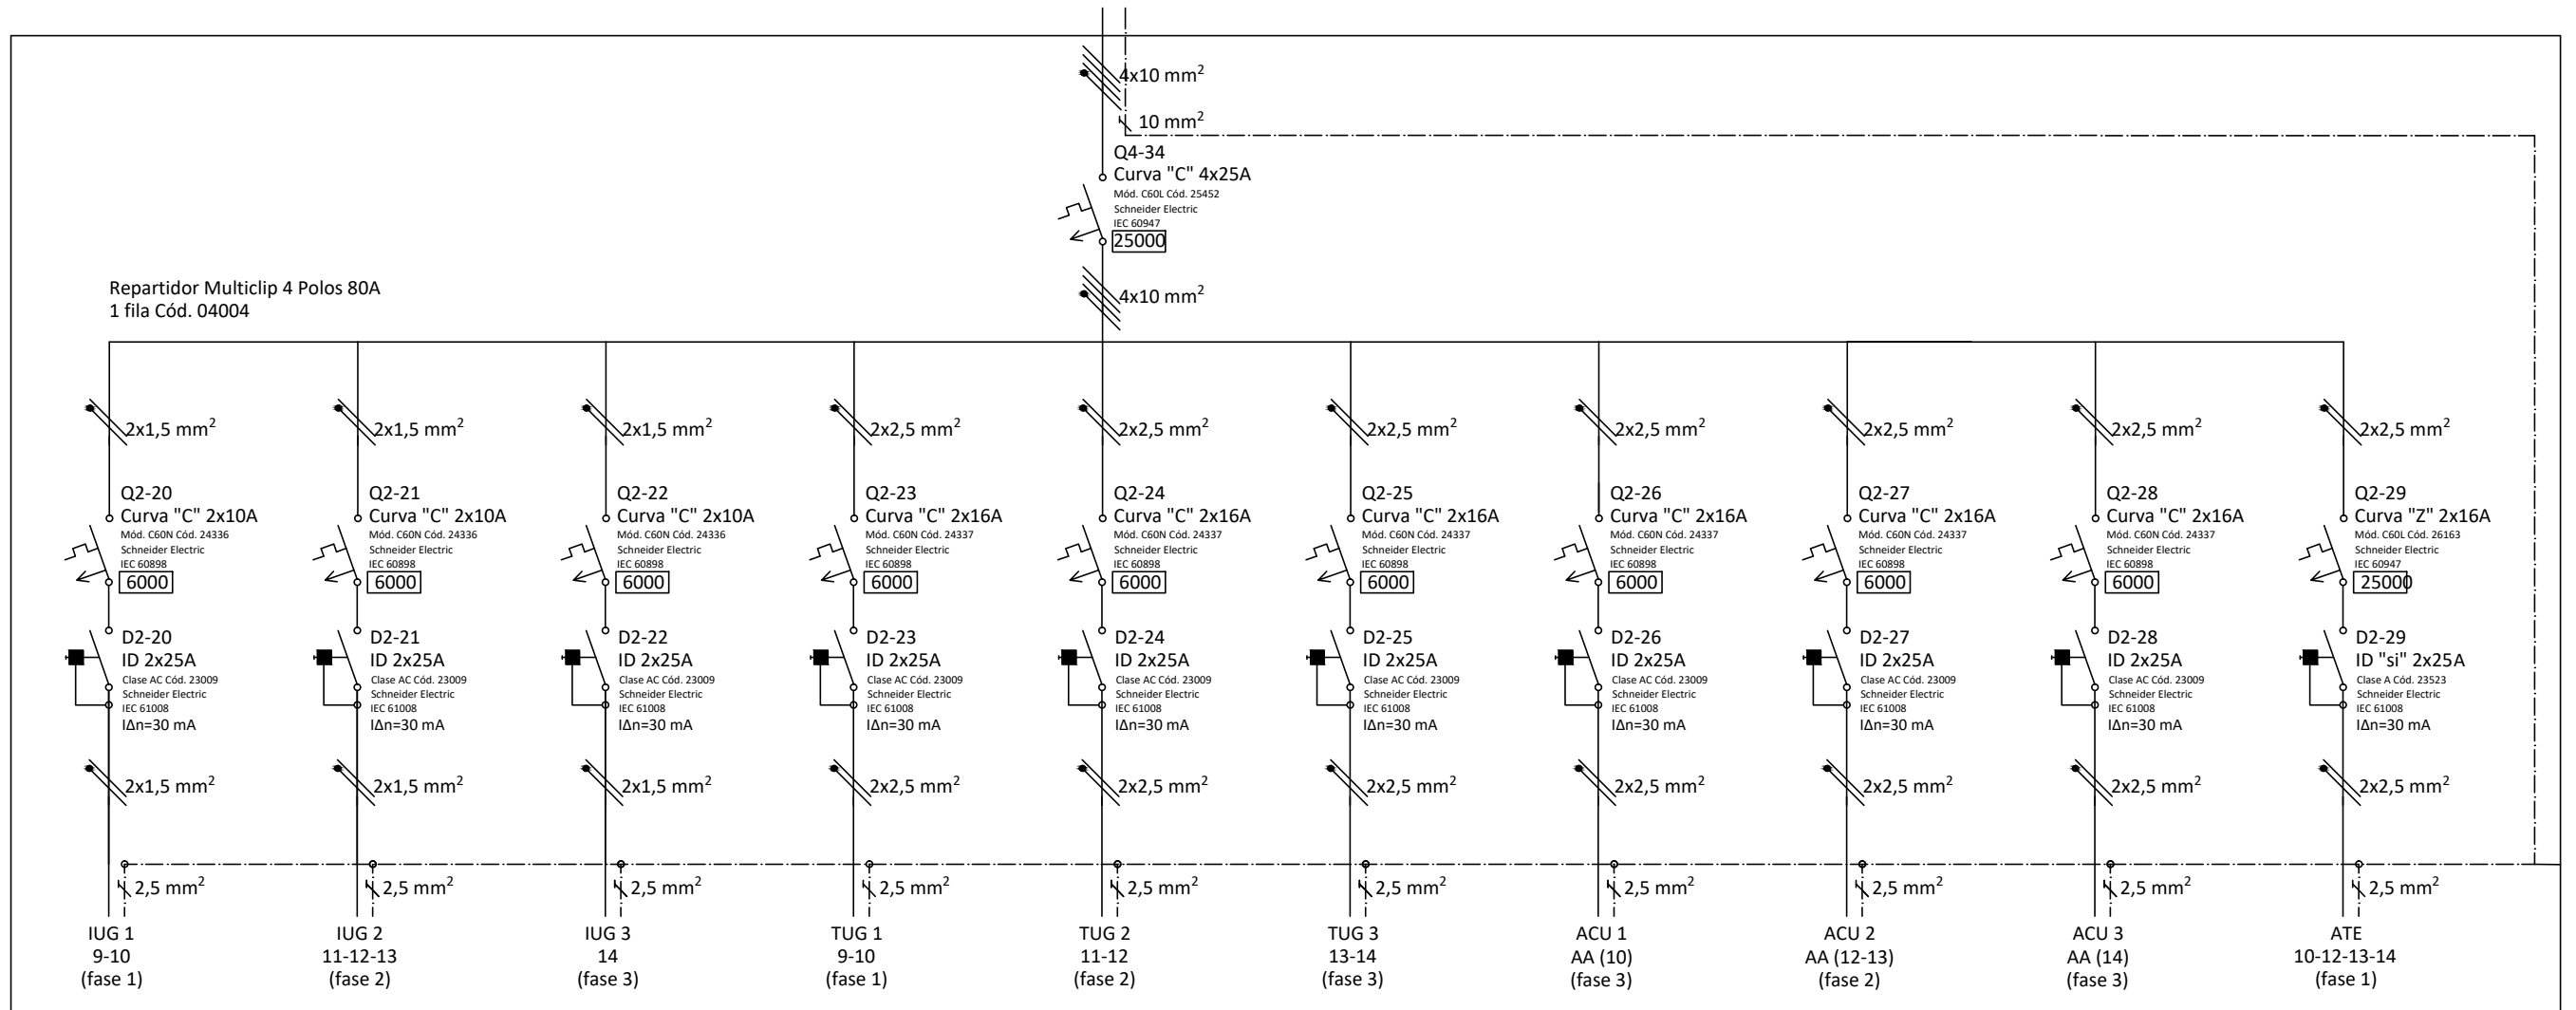 4x10 mm²
10 mm²
Q4-34
Curva "C" 4x25A
Mód. C60L Cód. 25452
Schneider Electric
IEC 60947
25000
4x10 mm²
Repartidor Multiclip 4 Polos 80A
1 fila Cód. 04004
2x1,5 mm²
2x1,5 mm²
2x1,5 mm²
2x2,5 mm²
2x2,5 mm²
2x2,5 mm²
2x2,5 mm²
2x2,5 mm²
2x2,5 mm²
2x2,5 mm²
Q2-20
Curva "C" 2x10A
Mód. C60N Cód. 24336
Schneider Electric
IEC 60898
6000
Q2-21
Curva "C" 2x10A
Mód. C60N Cód. 24336
Schneider Electric
IEC 60898
6000
Q2-22
Curva "C" 2x10A
Mód. C60N Cód. 24336
Schneider Electric
IEC 60898
6000
Q2-23
Curva "C" 2x16A
Mód. C60N Cód. 24337
Schneider Electric
IEC 60898
6000
Q2-24
Curva "C" 2x16A
Mód. C60N Cód. 24337
Schneider Electric
IEC 60898
6000
Q2-25
Curva "C" 2x16A
Mód. C60N Cód. 24337
Schneider Electric
IEC 60898
6000
Q2-26
Curva "C" 2x16A
Mód. C60N Cód. 24337
Schneider Electric
IEC 60898
6000
Q2-27
Curva "C" 2x16A
Mód. C60N Cód. 24337
Schneider Electric
IEC 60898
6000
Q2-28
Curva "C" 2x16A
Mód. C60N Cód. 24337
Schneider Electric
IEC 60898
6000
Q2-29
Curva "Z" 2x16A
Mód. C60L Cód. 26163
Schneider Electric
IEC 60947
25000
D2-20
ID 2x25A
Clase AC Cód. 23009
Schneider Electric
IEC 61008
I∆n=30 mA
D2-21
ID 2x25A
Clase AC Cód. 23009
Schneider Electric
IEC 61008
I∆n=30 mA
D2-22
ID 2x25A
Clase AC Cód. 23009
Schneider Electric
IEC 61008
I∆n=30 mA
D2-23
ID 2x25A
Clase AC Cód. 23009
Schneider Electric
IEC 61008
I∆n=30 mA
D2-24
ID 2x25A
Clase AC Cód. 23009
Schneider Electric
IEC 61008
I∆n=30 mA
D2-25
ID 2x25A
Clase AC Cód. 23009
Schneider Electric
IEC 61008
I∆n=30 mA
D2-26
ID 2x25A
Clase AC Cód. 23009
Schneider Electric
IEC 61008
I∆n=30 mA
D2-27
ID 2x25A
Clase AC Cód. 23009
Schneider Electric
IEC 61008
I∆n=30 mA
D2-28
ID 2x25A
Clase AC Cód. 23009
Schneider Electric
IEC 61008
I∆n=30 mA
D2-29
ID "si" 2x25A
Clase A Cód. 23523
Schneider Electric
IEC 61008
I∆n=30 mA
2x1,5 mm²
2x1,5 mm²
2x1,5 mm²
2x2,5 mm²
2x2,5 mm²
2x2,5 mm²
2x2,5 mm²
2x2,5 mm²
2x2,5 mm²
2x2,5 mm²
2,5 mm²
2,5 mm²
2,5 mm²
2,5 mm²
2,5 mm²
2,5 mm²
2,5 mm²
2,5 mm²
2,5 mm²
2,5 mm²
IUG 1
9-10
(fase 1)
IUG 2
11-12-13
(fase 2)
IUG 3
14
(fase 3)
TUG 1
9-10
(fase 1)
TUG 2
11-12
(fase 2)
TUG 3
13-14
(fase 3)
ACU 1
AA (10)
(fase 3)
ACU 2
AA (12-13)
(fase 2)
ACU 3
AA (14)
(fase 3)
ATE
10-12-13-14
(fase 1)